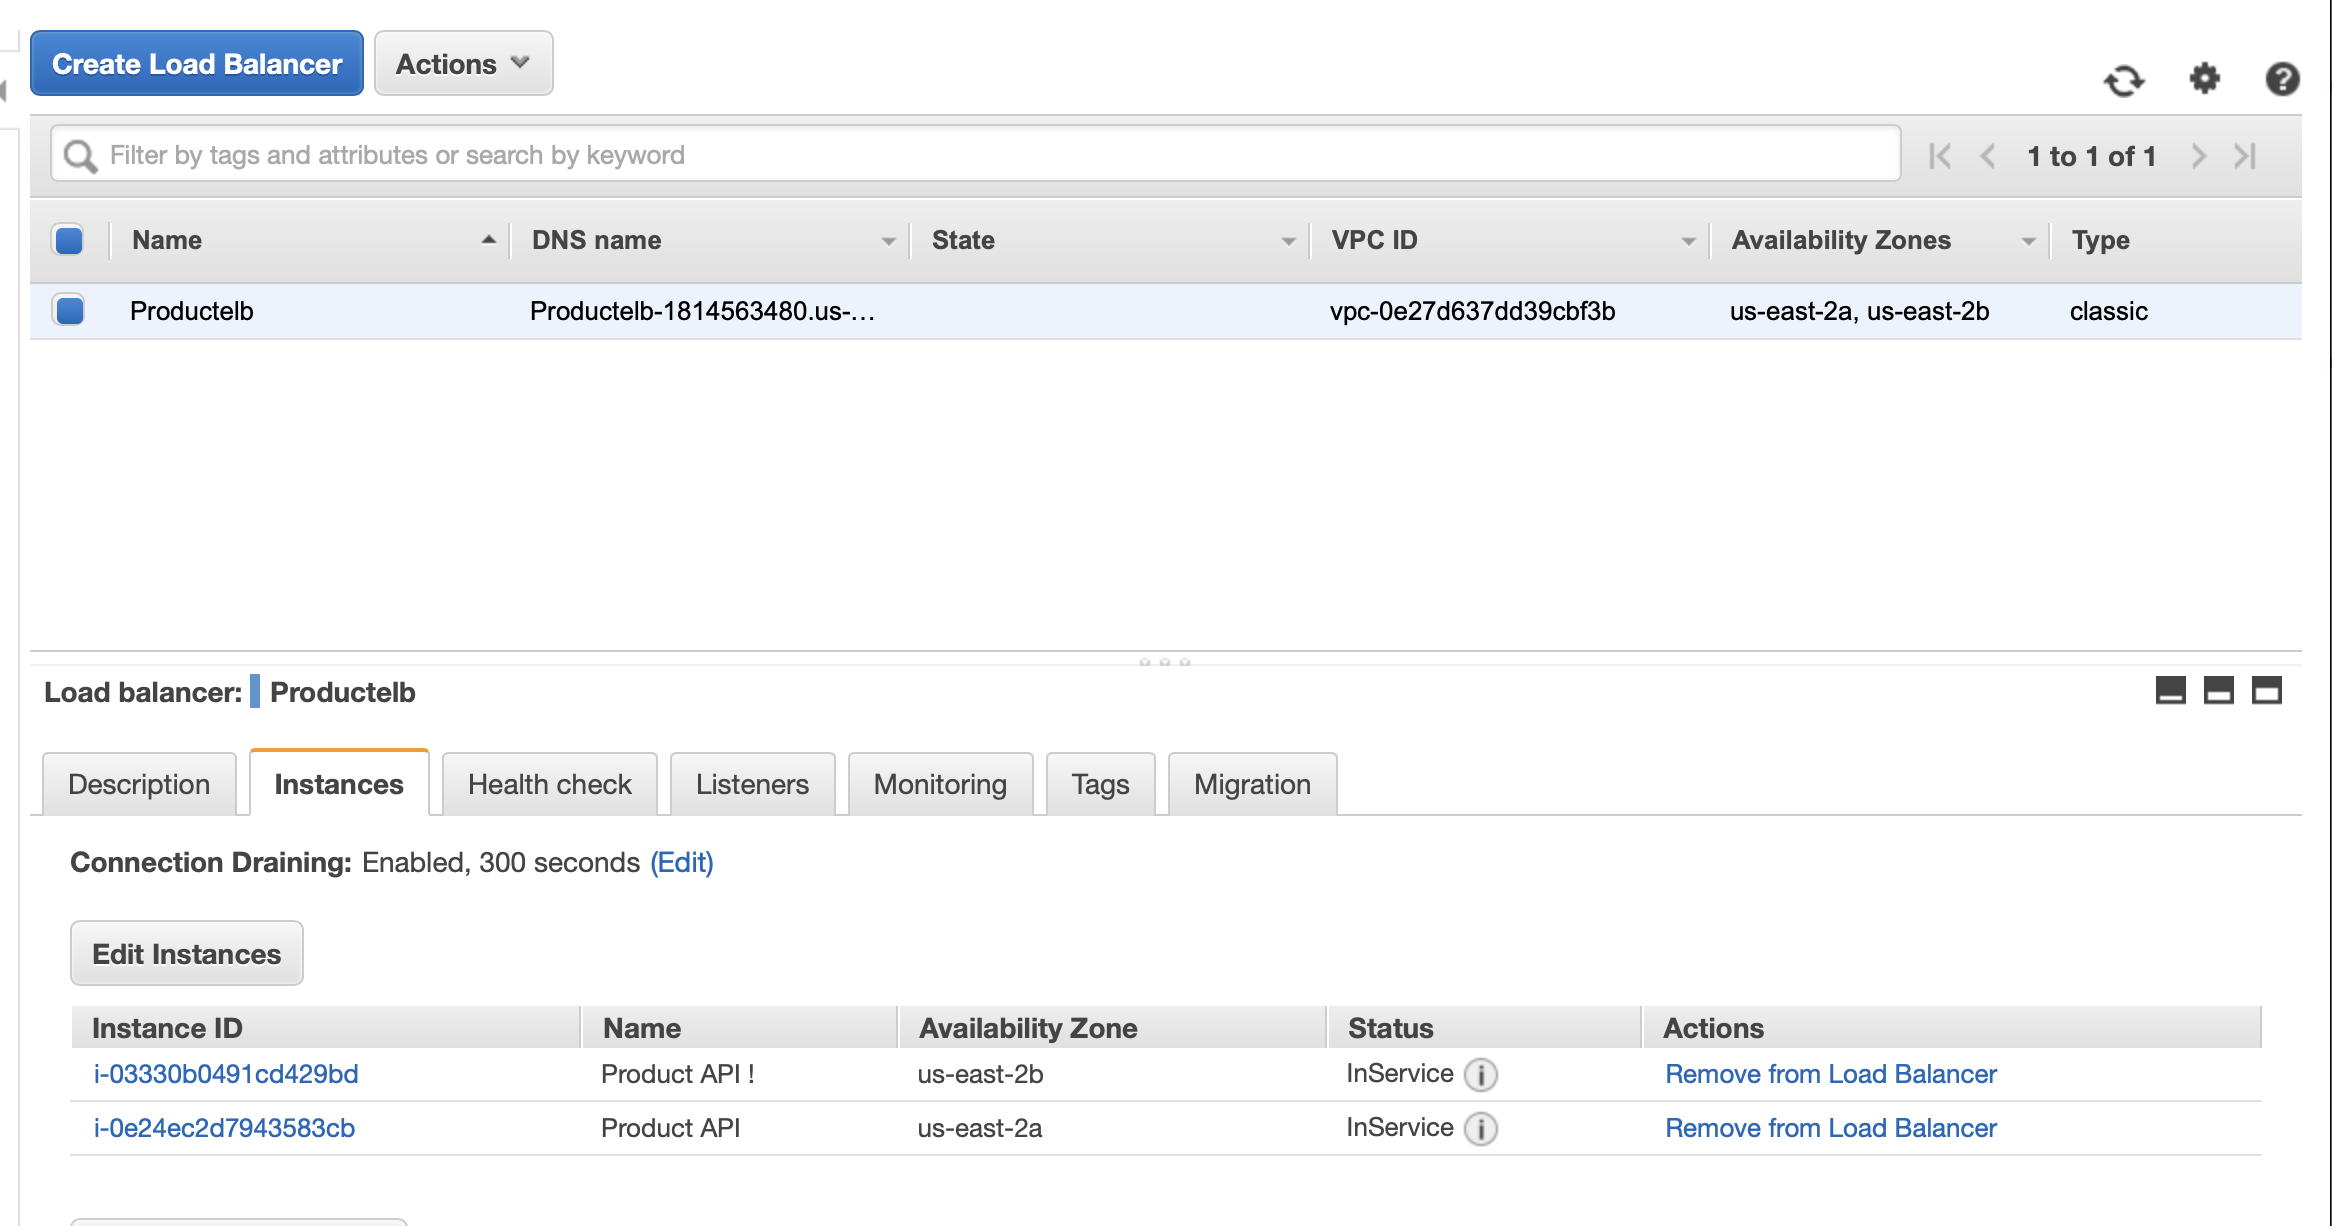 Create Load Balancer Actions
Filter by tags and attributes or search by keyword 1 to 1 of 1
Name DNS name State VPC ID Availability Zones Type
Productelb Productelb-1814563480.us-... vpc-0e27d637dd39cbf3b us-east-2a, us-east-2b classic
Load balancer: Productelb
Description Instances Health check Listeners Monitoring Tags Migration
Connection Draining: Enabled, 300 seconds (Edit)
Edit Instances
Instance ID Name Availability Zone Status Actions
i-03330b0491cd429bd Product API ! us-east-2b InService i Remove from Load Balancer
i-0e24ec2d7943583cb Product API us-east-2a InService i Remove from Load Balancer